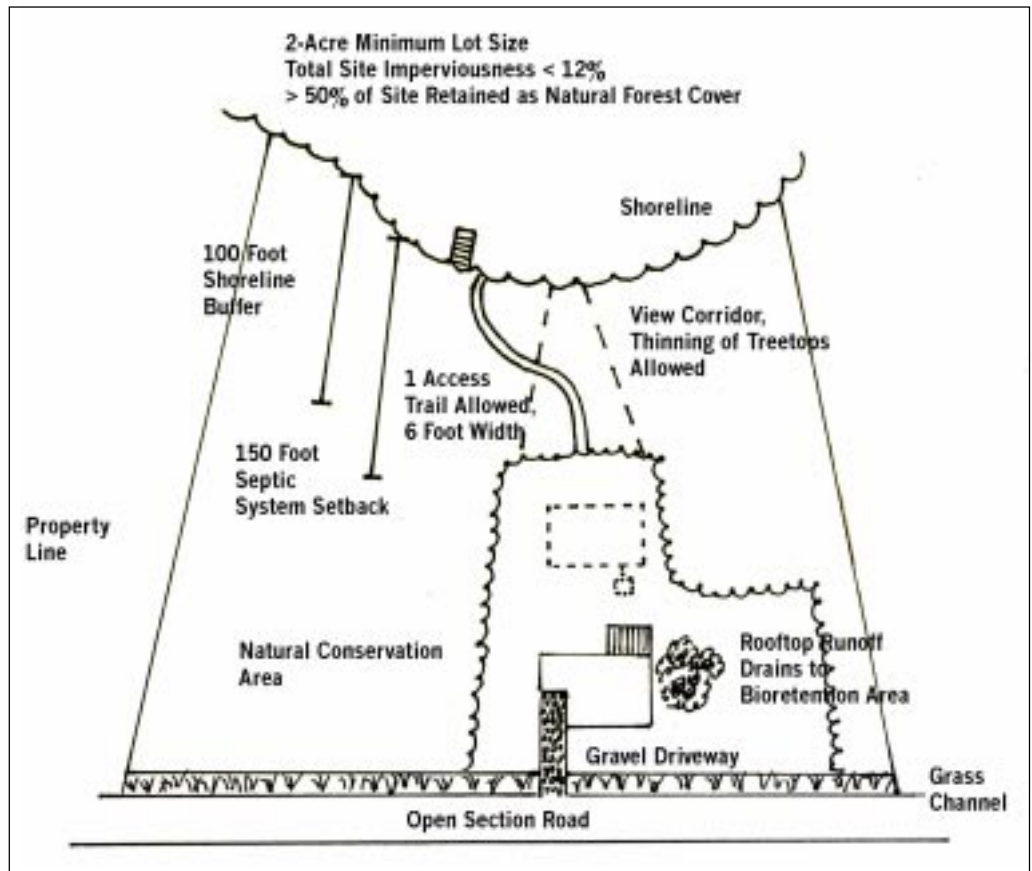 2-Acre Minimum Lot Size
Total Site Imperviousness < 12%
> 50% of Site Retained as Natural Forest Cover
Shoreline
100 Foot
Shoreline
Buffer
View Corridor,
Thinning of Treetops
Allowed
1 Access
Trail Allowed,
6 Foot Width
150 Foot
Septic
System Setback
Property
Line
Natural Conservation
Area
Rooftop Runoff
Drains to
Bioretention Area
Gravel Driveway
Grass
Channel
Open Section Road